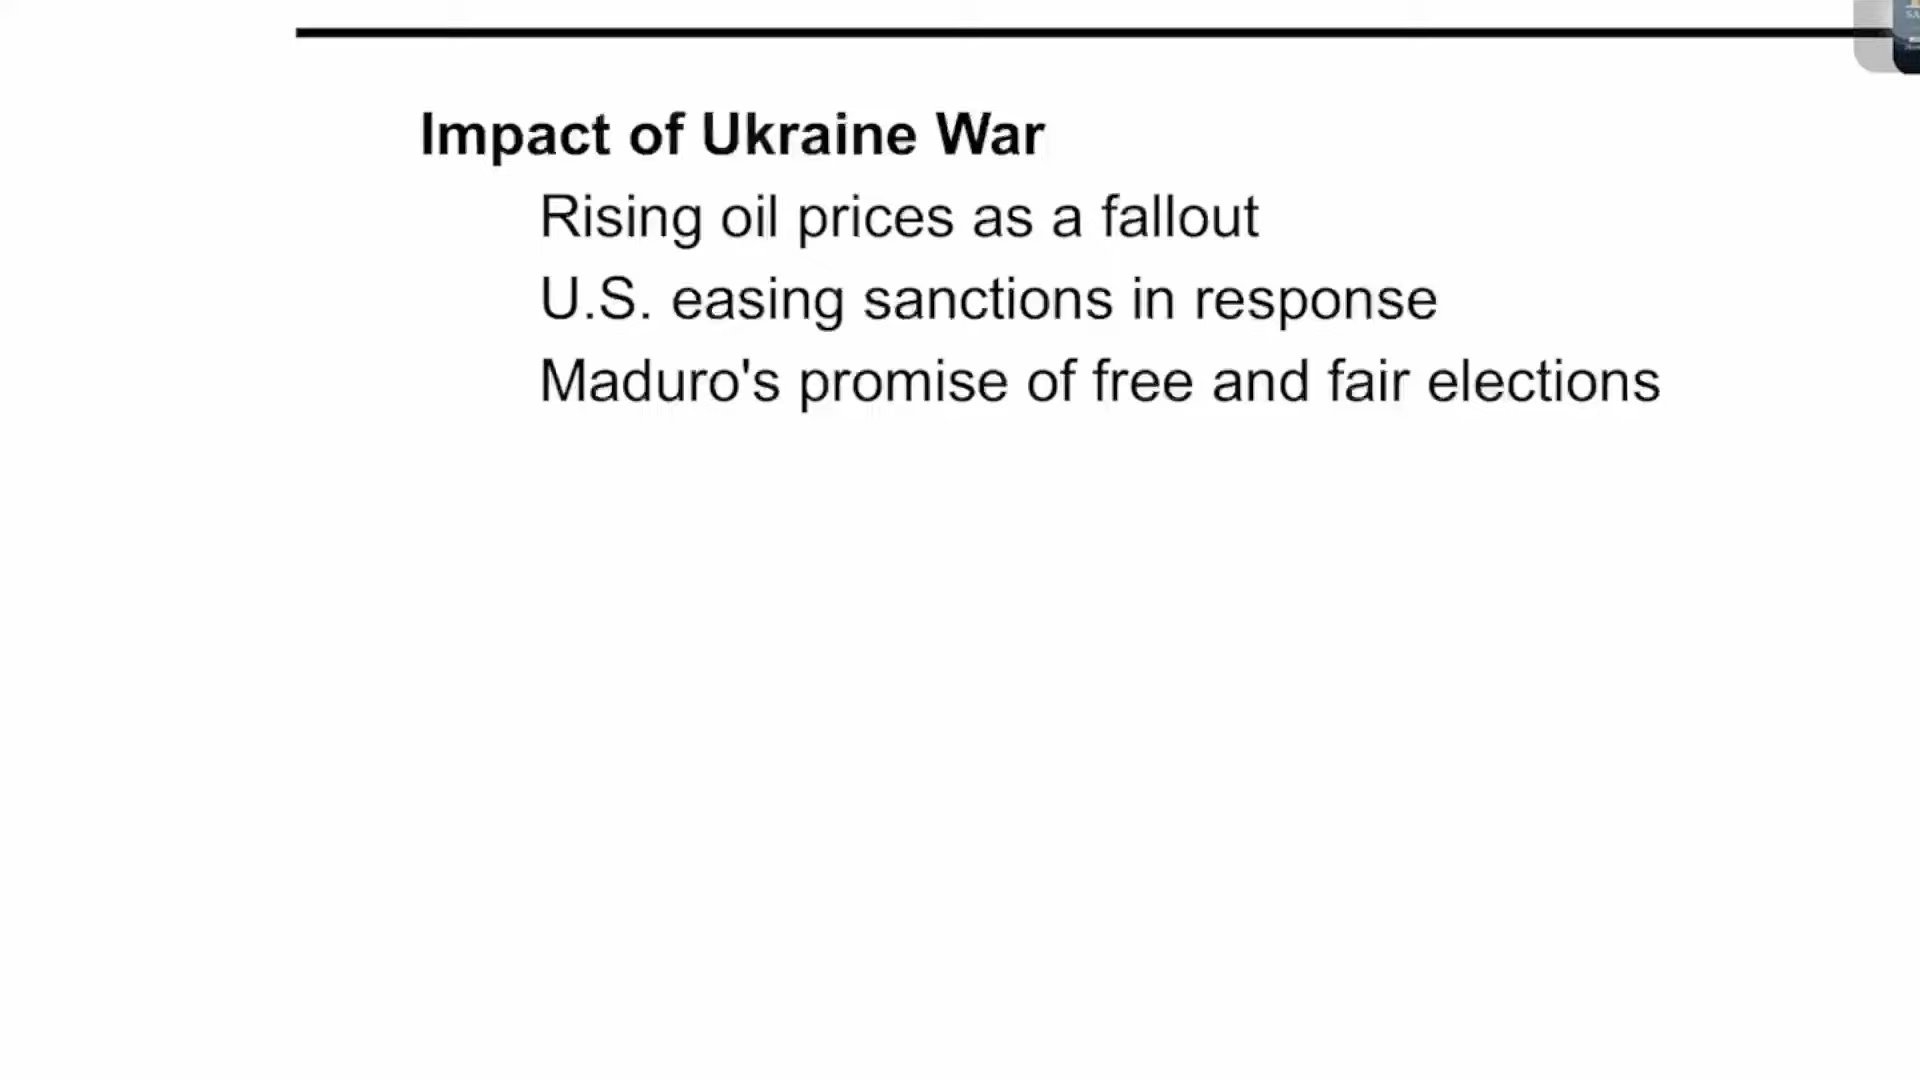 Impact of Ukraine War
Rising oil prices as a fallout
U.S. easing sanctions in response
Maduro's promise of free and fair elections